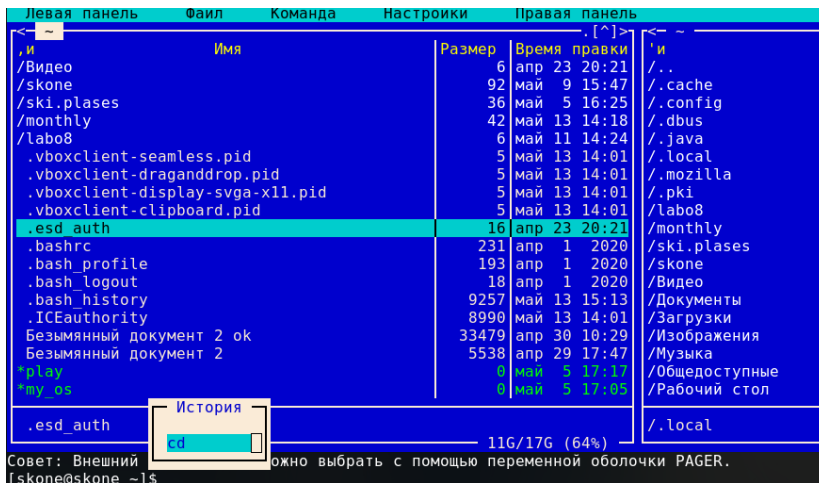 Левая панель Файл Команда Настройки Правая панель
<─ ~ .[^]> <─ ~
,и Имя Размер Время правки 'и
/Видео 6 апр 23 20:21 /..
/skone 92 май 9 15:47 /.cache
/ski.plases 36 май 5 16:25 /.config
/monthly 42 май 13 14:18 /.dbus
/labo8 6 май 11 14:24 /.java
.vboxclient-seamless.pid 5 май 13 14:01 /.local
.vboxclient-draganddrop.pid 5 май 13 14:01 /.mozilla
.vboxclient-display-svga-x11.pid 5 май 13 14:01 /.pki
.vboxclient-clipboard.pid 5 май 13 14:01 /labo8
.esd_auth 16 апр 23 20:21 /monthly
.bashrc 231 апр 1 2020 /ski.plases
.bash_profile 193 апр 1 2020 /skone
.bash_logout 18 апр 1 2020 /Видео
.bash_history 9257 май 13 15:13 /Документы
.ICEauthority 8990 май 13 14:01 /Загрузки
Безымянный документ 2 ok 33479 апр 30 10:29 /Изображения
Безымянный документ 2 5538 апр 29 17:47 /Музыка
*play 0 май 5 17:17 /Общедоступные
*my_os 0 май 5 17:05 /Рабочий стол
История
.esd_auth /.local
cd 11G/17G (64%)
Совет: Внешний ожно выбрать с помощью переменной оболочки PAGER.
[skone@skone ~]$